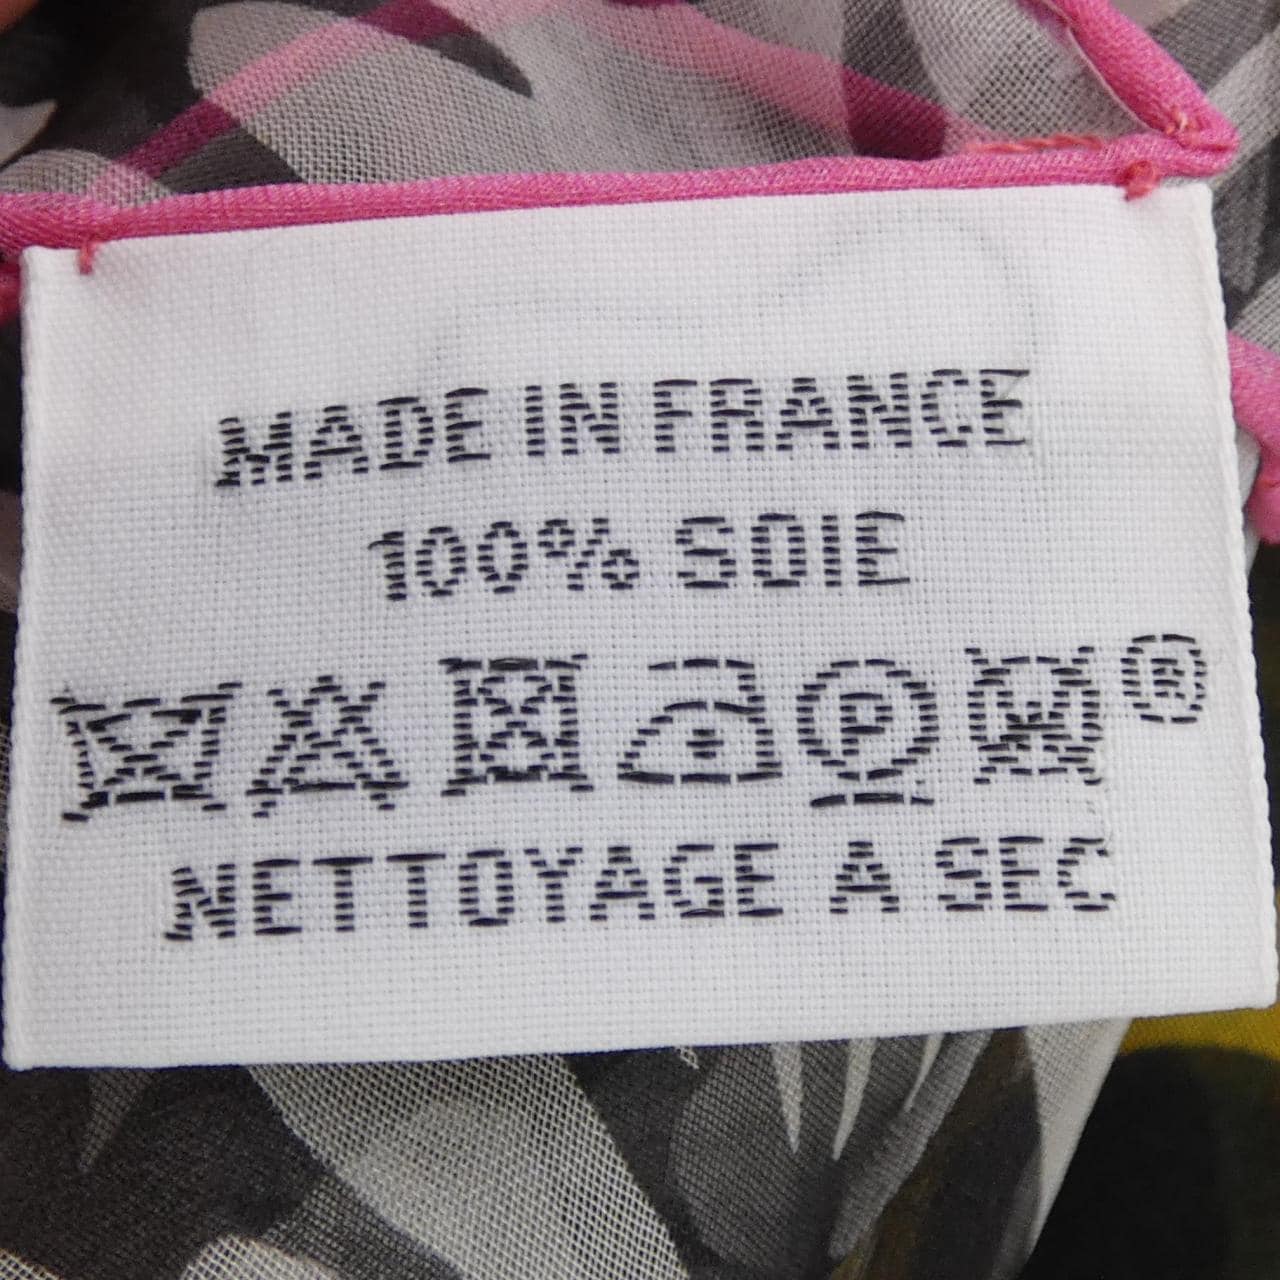 MADE IN FRANCE
100% SOIE
P W ®
NETTOYAGE A SEC